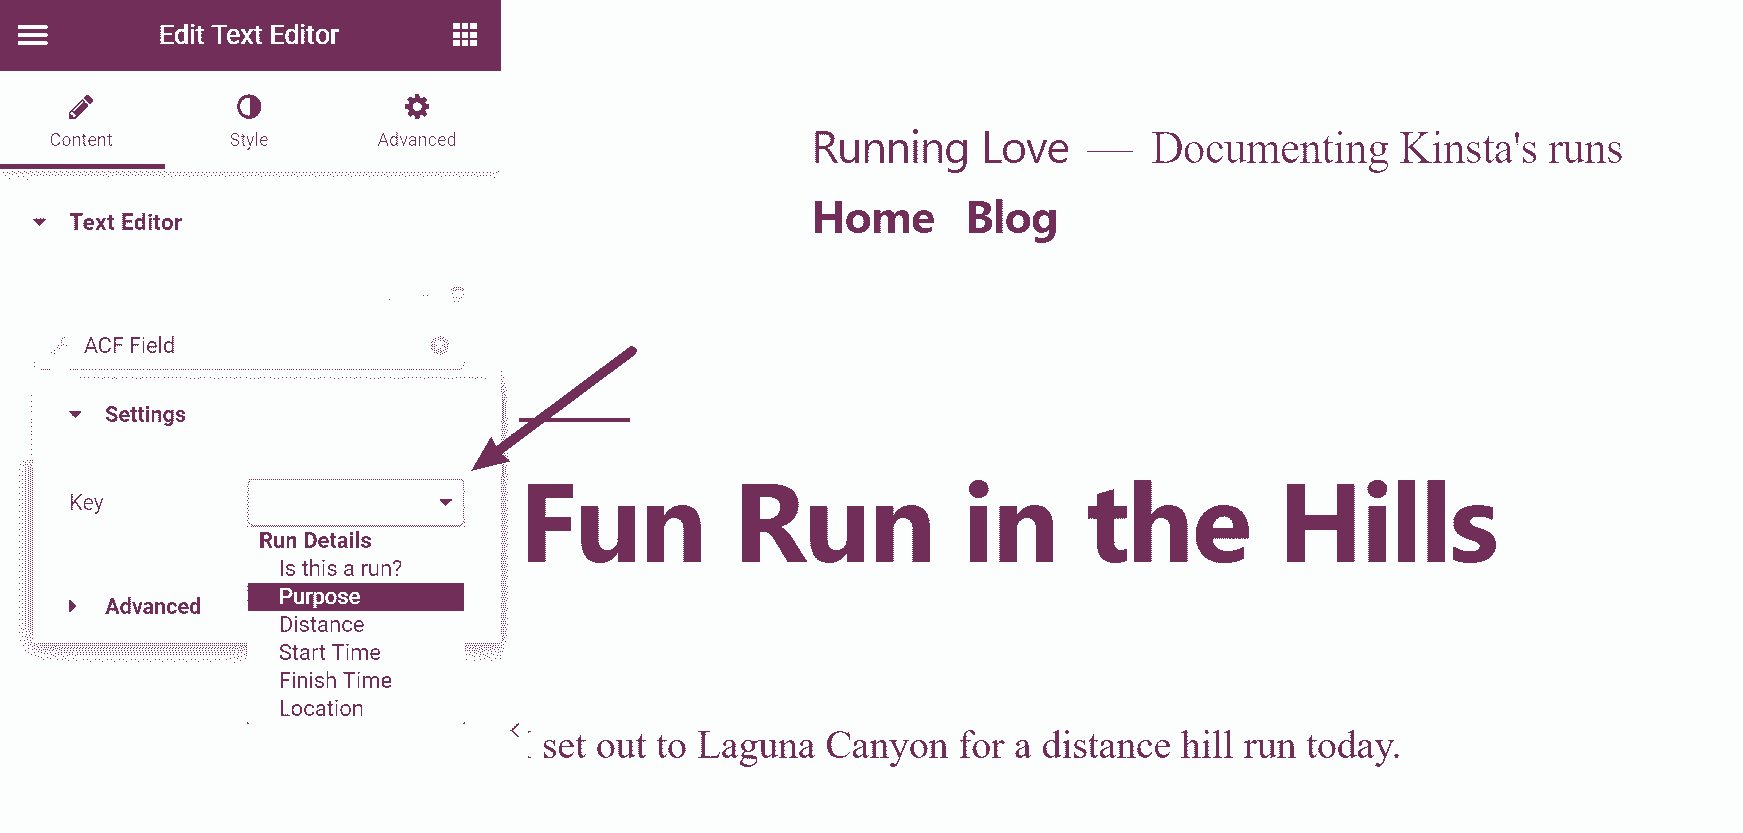 Edit Text Editor
Content Style Advanced
Text Editor
ACF Field
Settings
Key
Run Details
Is this a run?
Purpose
Distance
Start Time
Finish Time
Location
Advanced
Running Love — Documenting Kinsta's runs
Home Blog
Fun Run in the Hills
set out to Laguna Canyon for a distance hill run today.